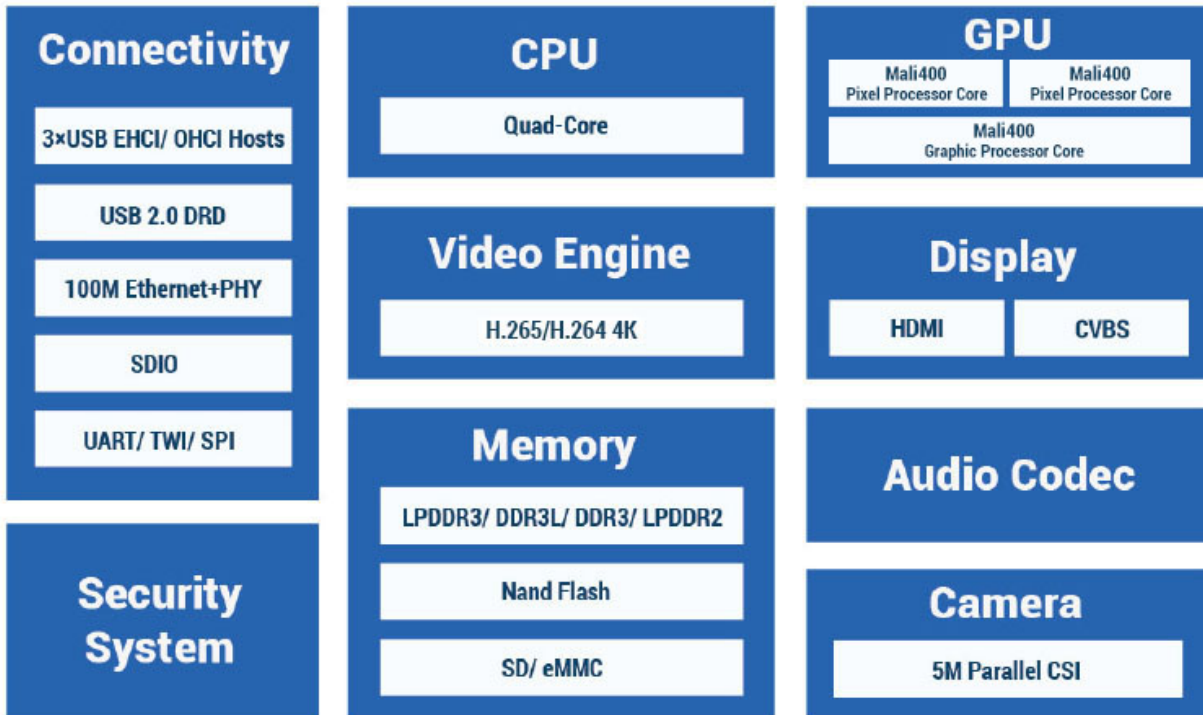 Connectivity
3×USB EHCI/ OHCI Hosts
USB 2.0 DRD
100M Ethernet+PHY
SDIO
UART/ TWI/ SPI
Security
System
CPU
Quad-Core
Video Engine
H.265/H.264 4K
Memory
LPDDR3/ DDR3L/ DDR3/ LPDDR2
Nand Flash
SD/ eMMC
GPU
Mali400
Pixel Processor Core
Mali400
Pixel Processor Core
Mali400
Graphic Processor Core
Display
HDMI
CVBS
Audio Codec
Camera
5M Parallel CSI